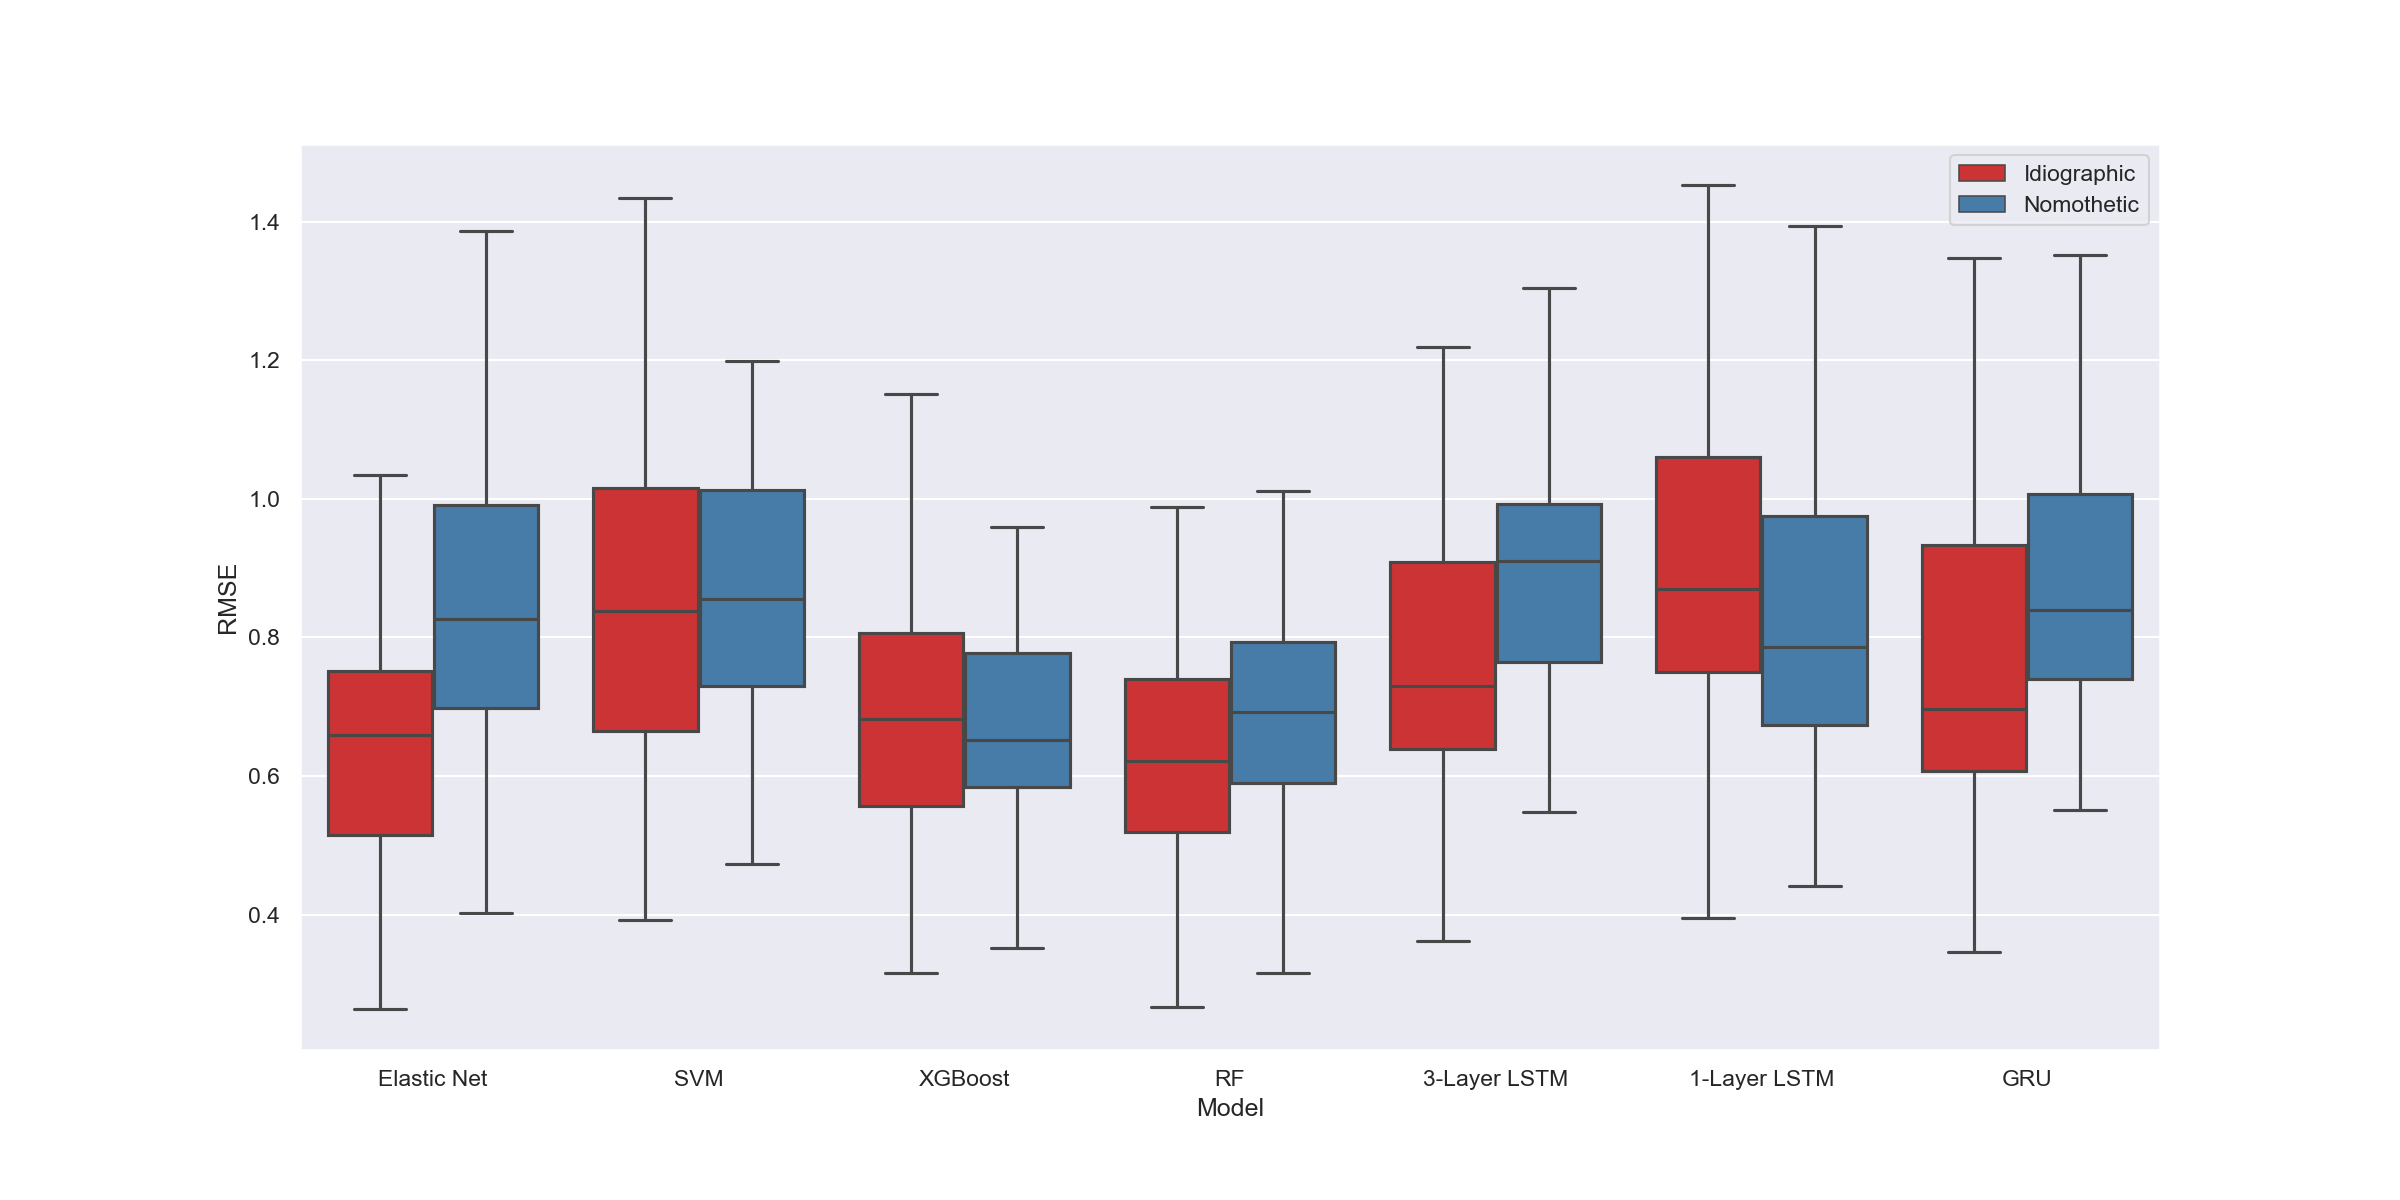 Idiographic
Nomothetic
1.4
1.2
1.0
0.8
0.6
0.4
RMSE
Elastic Net
SVM
XGBoost
RF
3-Layer LSTM
1-Layer LSTM
GRU
Model